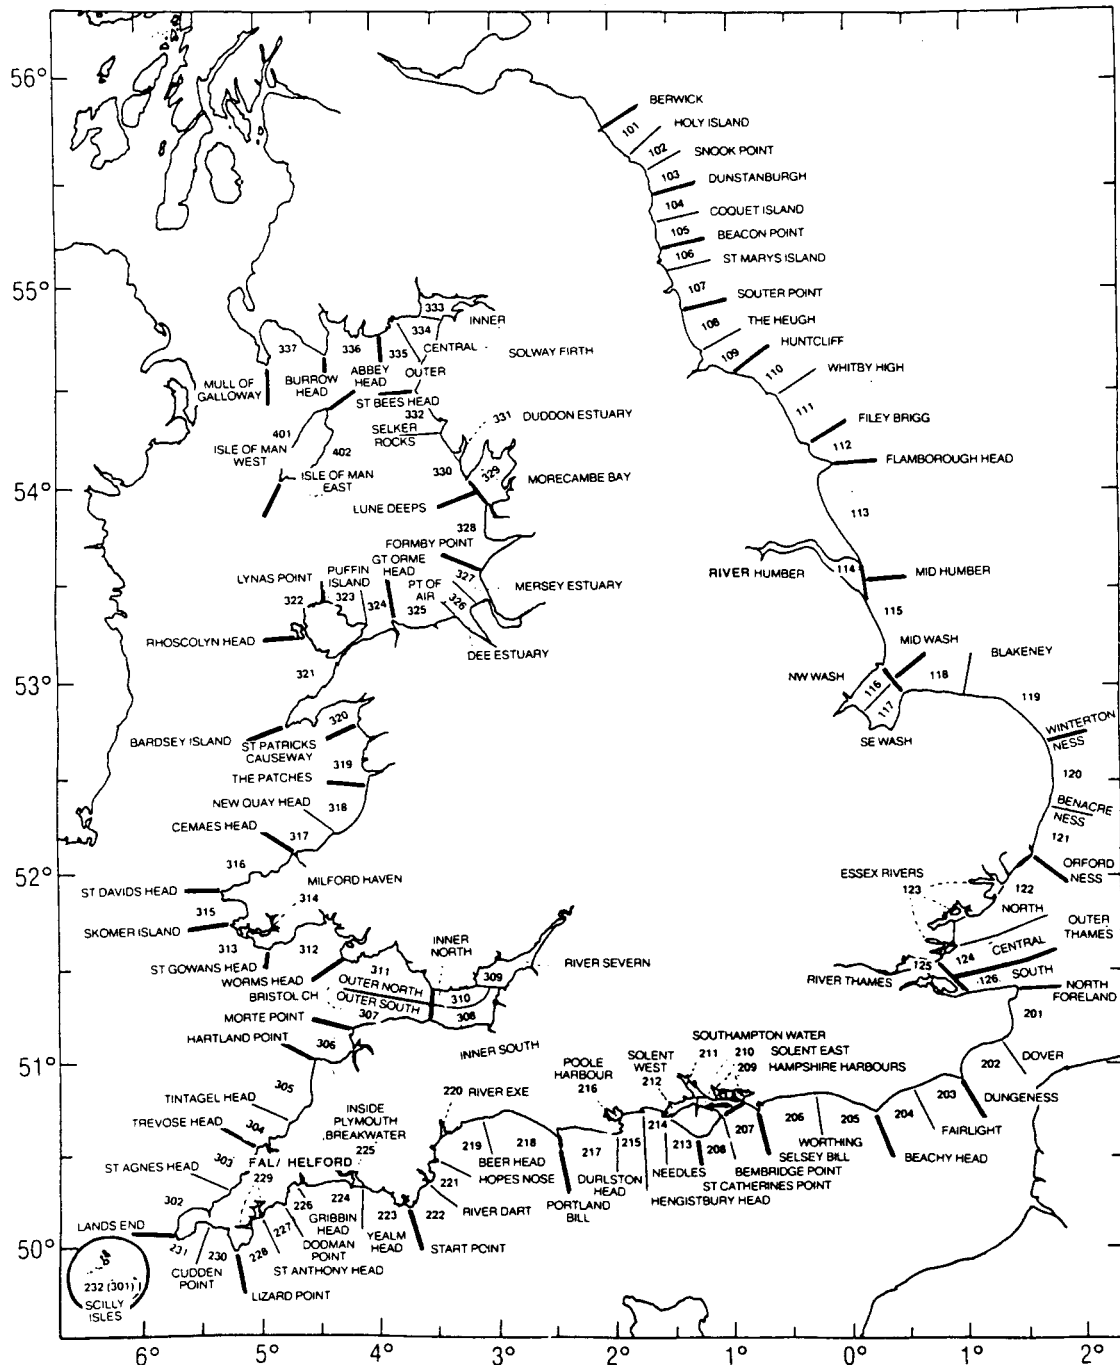 56°
55°
54°
53°
52°
51°
50°
6°
5°
4°
3°
2°
1°
0°
1°
2°
BERWICK
101
HOLY ISLAND
102
SNOOK POINT
103
DUNSTANBURGH
104
COQUET ISLAND
105
BEACON POINT
106
ST MARYS ISLAND
107
SOUTER POINT
108
THE HEUGH
109
HUNTCLIFF
110
WHITBY HIGH
111
FILEY BRIGG
112
FLAMBOROUGH HEAD
113
RIVER HUMBER
114
MID HUMBER
115
MID WASH
NW WASH
116
117
SE WASH
118
BLAKENEY
119
WINTERTON
NESS
120
BENACRE
NESS
121
ORFORD
NESS
122
ESSEX RIVERS
123
NORTH
124
CENTRAL
OUTER
THAMES
125
126
SOUTH
RIVER THAMES
NORTH
FORELAND
201
DOVER
202
DUNGENESS
203
FAIRLIGHT
204
BEACHY HEAD
205
WORTHING
206
SELSEY BILL
207
BEMBRIDGE POINT
208
ST CATHERINES POINT
SOUTHAMPTON WATER
211
210
SOLENT EAST
209
HAMPSHIRE HARBOURS
SOLENT
WEST
212
213
NEEDLES
214
HENGISTBURY HEAD
215
DURLSTON
HEAD
POOLE
HARBOUR
216
217
PORTLAND
BILL
218
BEER HEAD
219
220
RIVER EXE
HOPES NOSE
221
RIVER DART
222
START POINT
223
YEALM
HEAD
INSIDE
PLYMOUTH
BREAKWATER
225
224
GRIBBIN
HEAD
226
DODMAN
POINT
227
ST ANTHONY HEAD
228
FAL/ HELFORD
229
LIZARD POINT
230
CUDDEN
POINT
231
LANDS END
232 (301)
SCILLY
ISLES
302
ST AGNES HEAD
303
TREVOSE HEAD
304
TINTAGEL HEAD
305
HARTLAND POINT
306
MORTE POINT
307
BRISTOL CH
OUTER NORTH
OUTER SOUTH
308
INNER SOUTH
309
310
INNER
NORTH
RIVER SEVERN
311
WORMS HEAD
312
ST GOWANS HEAD
313
SKOMER ISLAND
314
MILFORD HAVEN
315
ST DAVIDS HEAD
316
CEMAES HEAD
317
NEW QUAY HEAD
318
THE PATCHES
319
ST PATRICKS
CAUSEWAY
320
BARDSEY ISLAND
321
RHOSCOLYN HEAD
322
LYNAS POINT
323
PUFFIN
ISLAND
324
GT ORME
HEAD
325
PT OF
AIR
326
DEE ESTUARY
327
MERSEY ESTUARY
FORMBY POINT
328
LUNE DEEPS
329
MORECAMBE BAY
330
331
DUDDON ESTUARY
332
SELKER
ROCKS
ST BEES HEAD
333
INNER
334
CENTRAL
335
OUTER
SOLWAY FIRTH
ABBEY
HEAD
336
BURROW
HEAD
337
MULL OF
GALLOWAY
401
ISLE OF MAN
WEST
402
ISLE OF MAN
EAST